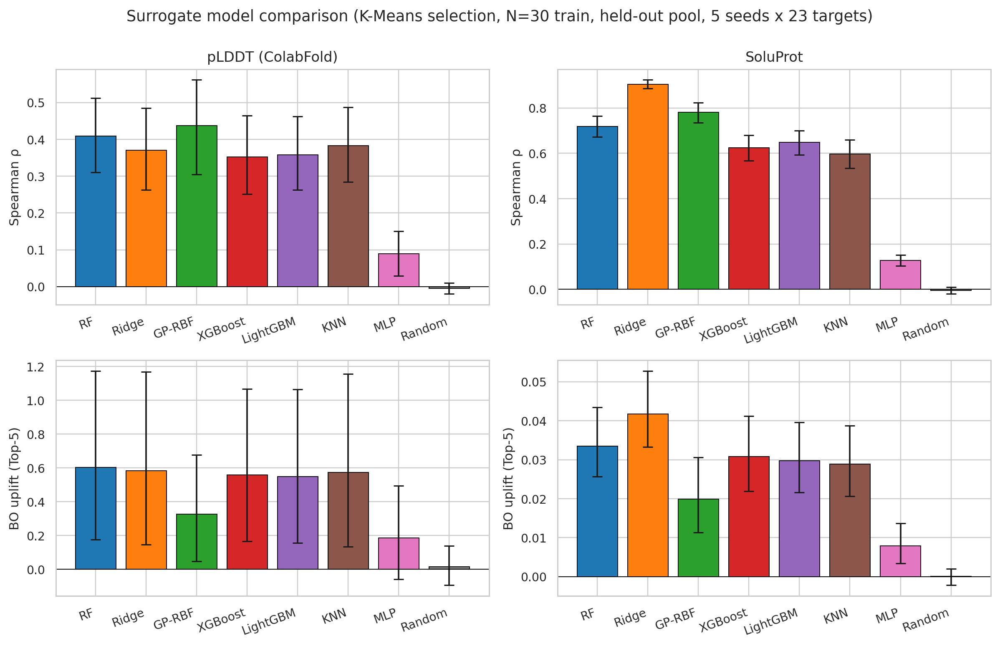 Surrogate model comparison (K-Means selection, N=30 train, held-out pool, 5 seeds x 23 targets)
pLDDT (ColabFold)
Spearman ρ
0.5
0.4
0.3
0.2
0.1
0.0
RF
Ridge
GP-RBF
XGBoost
LightGBM
KNN
MLP
Random
SoluProt
Spearman ρ
0.8
0.6
0.4
0.2
0.0
RF
Ridge
GP-RBF
XGBoost
LightGBM
KNN
MLP
Random
BO uplift (Top-5)
1.2
1.0
0.8
0.6
0.4
0.2
0.0
RF
Ridge
GP-RBF
XGBoost
LightGBM
KNN
MLP
Random
BO uplift (Top-5)
0.05
0.04
0.03
0.02
0.01
0.00
RF
Ridge
GP-RBF
XGBoost
LightGBM
KNN
MLP
Random